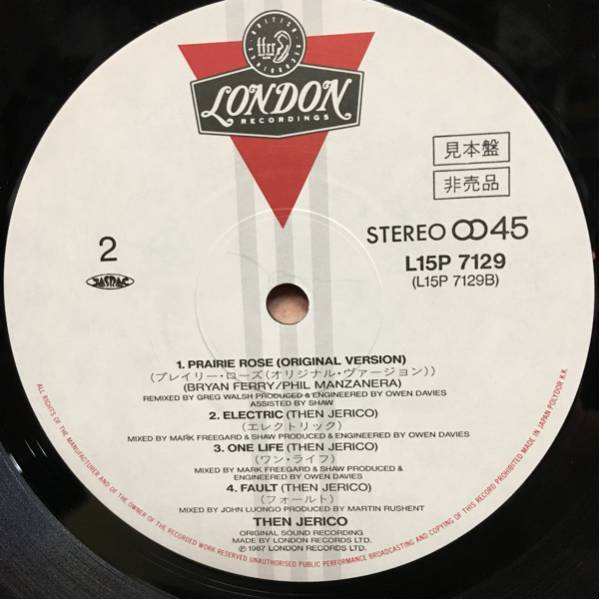 BRITISH
ffrr
LONDON
RECORDINGS
見本盤
非売品
STEREO 45
2
L15P 7129
(L15P 7129B)
JASRAC
1. PRAIRIE ROSE (ORIGINAL VERSION)
(プレイリー・ローズ(オリジナル・ヴァージョン))
(BRYAN FERRY/PHIL MANZANERA)
REMIXED BY GREG WALSH PRODUCED & ENGINEERED BY OWEN DAVIES
ASSISTED BY SHAW
2. ELECTRIC (THEN JERICO)
(エレクトリック)
MIXED BY MARK FREEGARD & SHAW PRODUCED & ENGINEERED BY OWEN DAVIES
3. ONE LIFE (THEN JERICO)
(ワン・ライフ)
MIXED BY MARK FREEGARD & SHAW PRODUCED &
ENGINEERED BY OWEN DAVIES
4. FAULT (THEN JERICO)
(フォールト)
MIXED BY JOHN LUONGO PRODUCED BY MARTIN RUSHENT
THEN JERICO
ORIGINAL SOUND RECORDING
MADE BY LONDON RECORDS LTD.
℗ 1987 LONDON RECORDS LTD.
ALL RIGHTS OF THE MANUFACTURER AND OF THE OWNER OF THE RECORDED WORK RESERVED UNAUTHORISED PUBLIC PERFORMANCE BROADCASTING AND COPYING OF THIS RECORD PROHIBITED MADE IN JAPAN POLYDOR K.K.